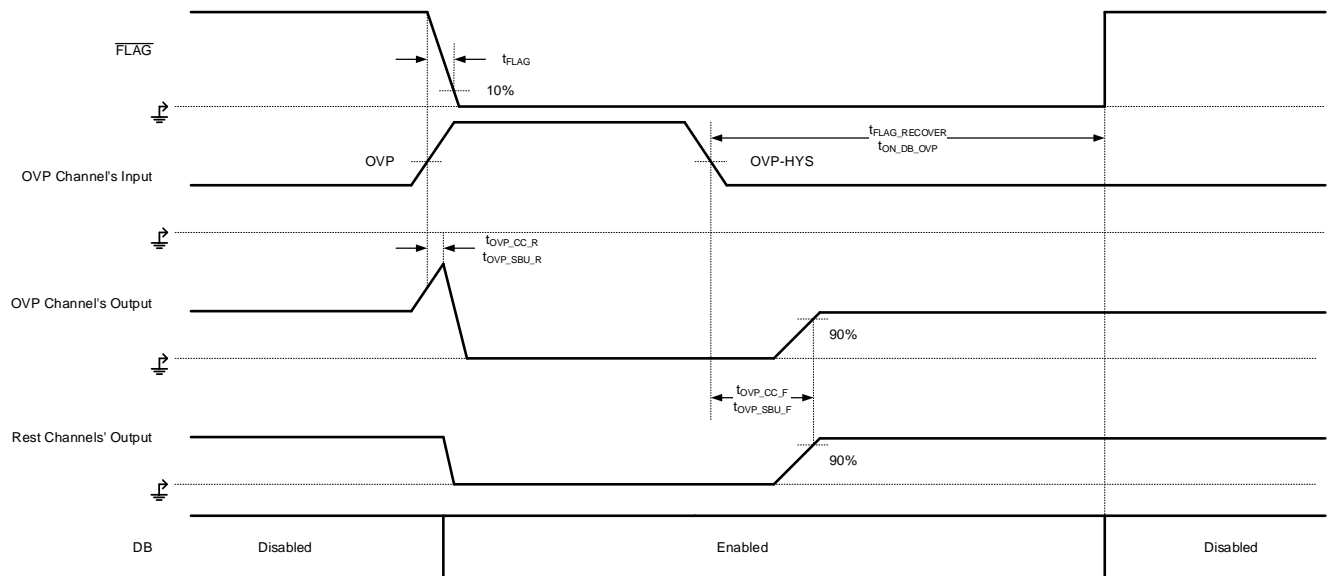 FLAG
tFLAG
10%
tFLAG_RECOVER
tON_DB_OVP
OVP
OVP-HYS
OVP Channel's Input
tOVP_CC_R
tOVP_SBU_R
OVP Channel's Output
90%
tOVP_CC_F
tOVP_SBU_F
Rest Channels' Output
90%
DB
Disabled
Enabled
Disabled